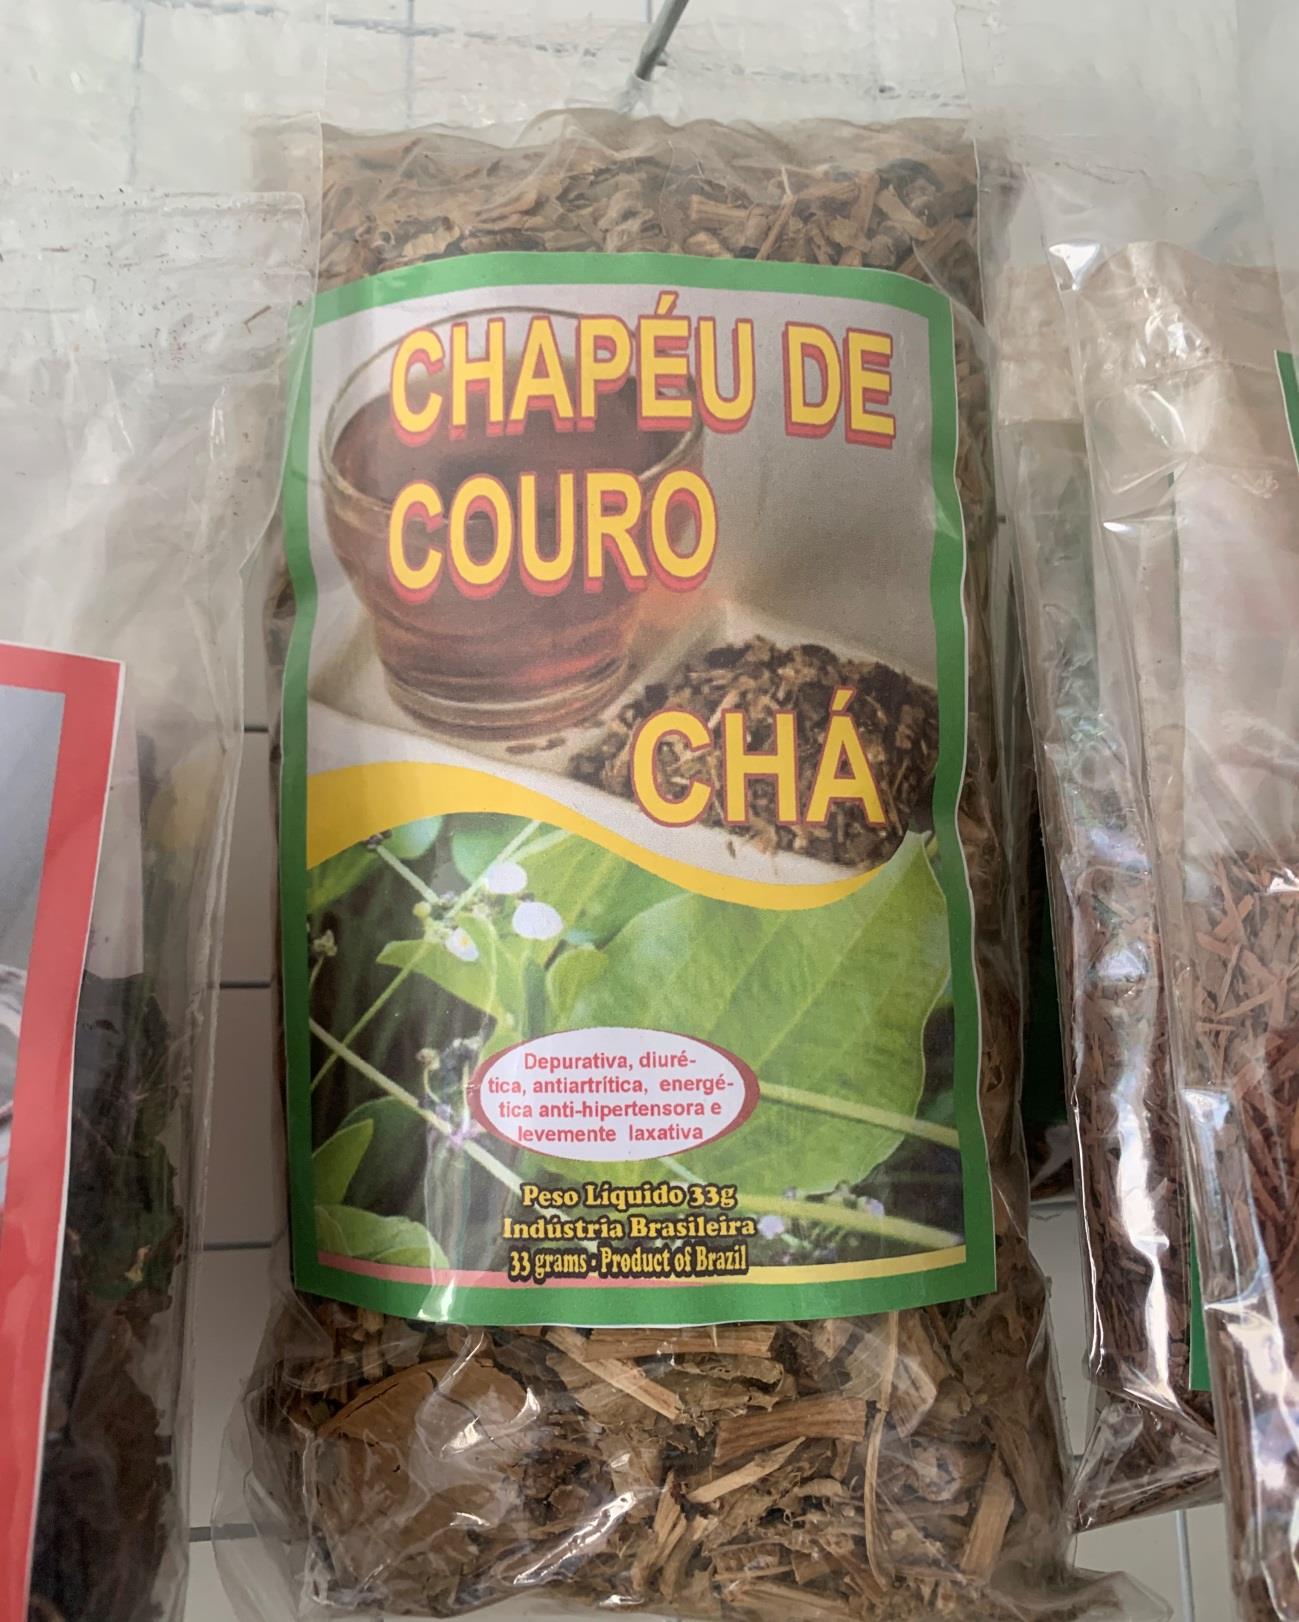 CHAPÉU DE
COURO
CHÁ
Depurativa, diuré-
tica, antiartrítica, energé-
tica anti-hipertensora e
levemente laxativa
Peso Líquido 33g
Indústria Brasileira
33 grams - Product of Brazil